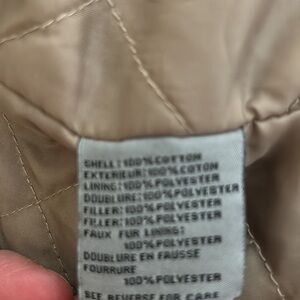 SHELL: 100% COTTON
EXTERIEUR: 100% COTON
LINING: 100% POLYESTER
DOUBLURE: 100% POLYESTER
FILLER: 100% POLYESTER
FILLER: 100% POLYESTER
FAUX FUR LINING:
100% POLYESTER
DOUBLURE EN FAUSSE
FOURRURE
100% POLYESTER
SEE REVERSE FOR CARE